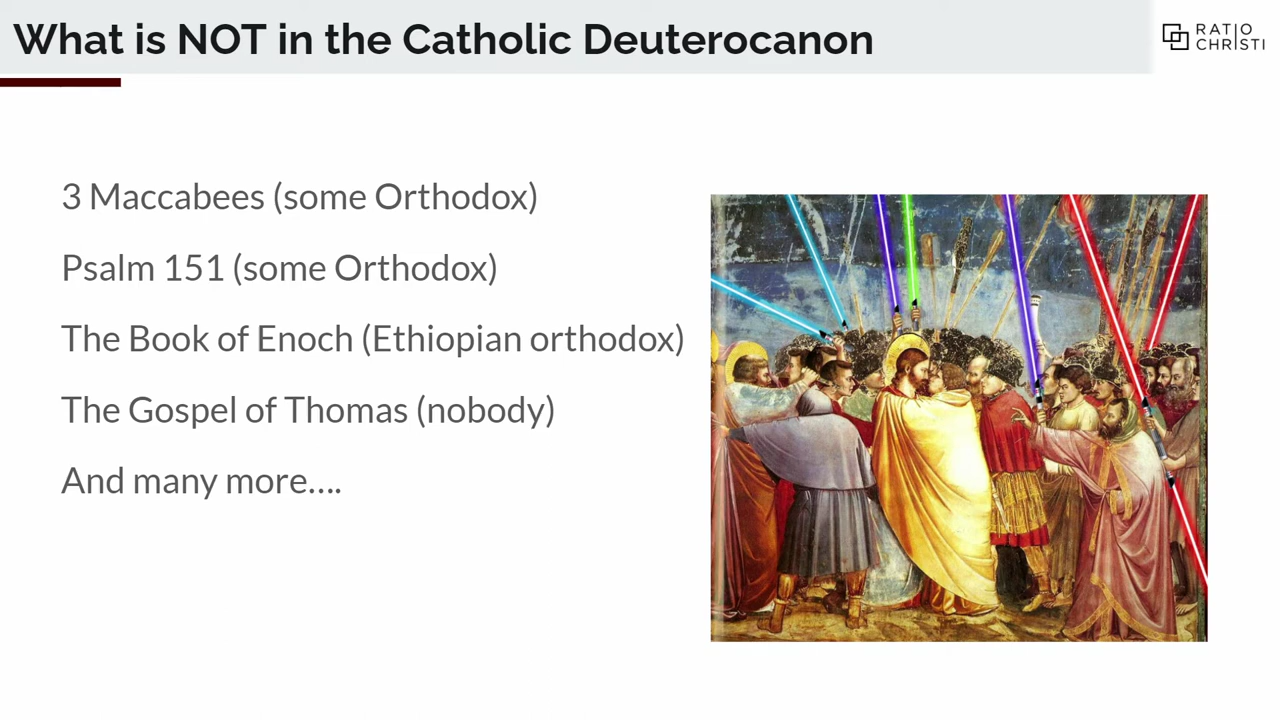 What is NOT in the Catholic Deuterocanon
RATIO
CHRISTI
3 Maccabees (some Orthodox)
Psalm 151 (some Orthodox)
The Book of Enoch (Ethiopian orthodox)
The Gospel of Thomas (nobody)
And many more....